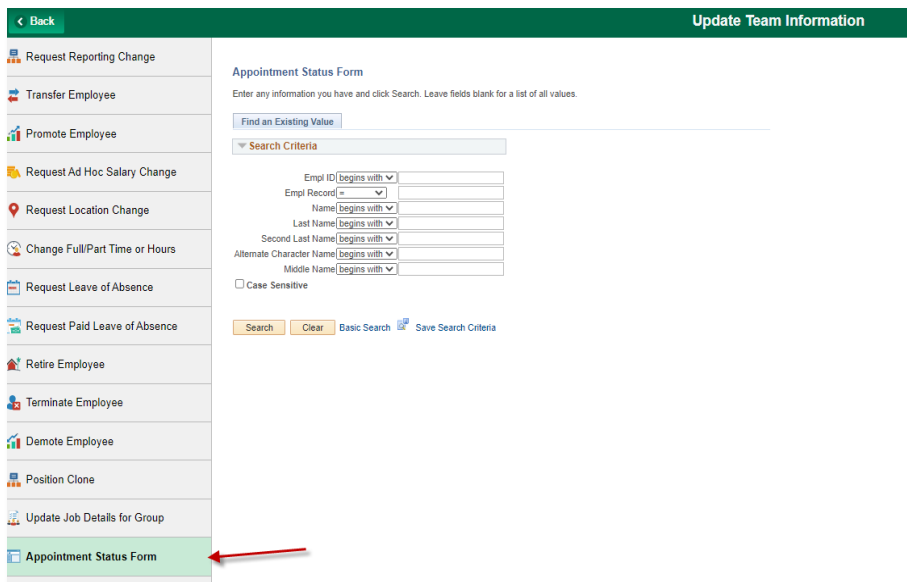 Back
Update Team Information
Request Reporting Change
Transfer Employee
Promote Employee
Request Ad Hoc Salary Change
Request Location Change
Change Full/Part Time or Hours
Request Leave of Absence
Request Paid Leave of Absence
Retire Employee
Terminate Employee
Demote Employee
Position Clone
Update Job Details for Group
Appointment Status Form
Appointment Status Form
Enter any information you have and click Search. Leave fields blank for a list of all values.
Find an Existing Value
Search Criteria
Empl ID begins with
Empl Record =
Name begins with
Last Name begins with
Second Last Name begins with
Alternate Character Name begins with
Middle Name begins with
Case Sensitive
Search Clear Basic Search Save Search Criteria